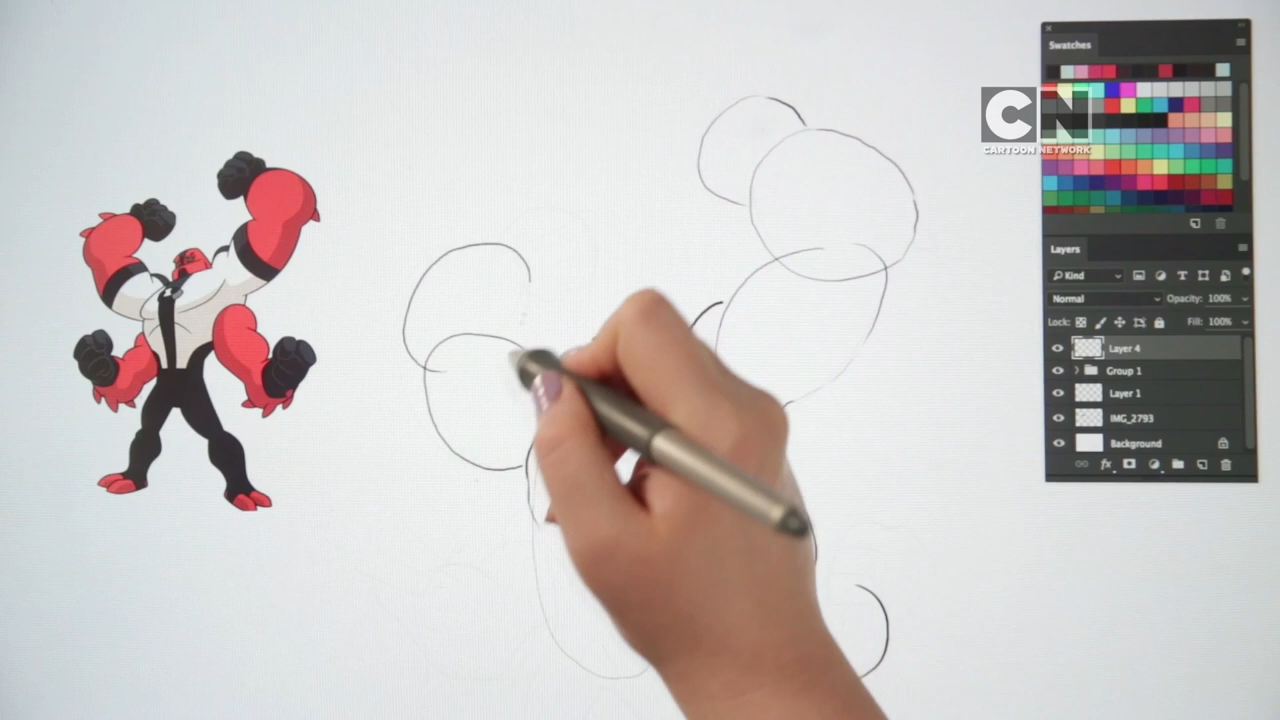 Swatches
CN
CARTOON NETWORK
Layers
Kind
Normal Opacity: 100%
Lock: Fill: 100%
Layer 4
Group 1
Layer 1
IMG_2793
Background
fx